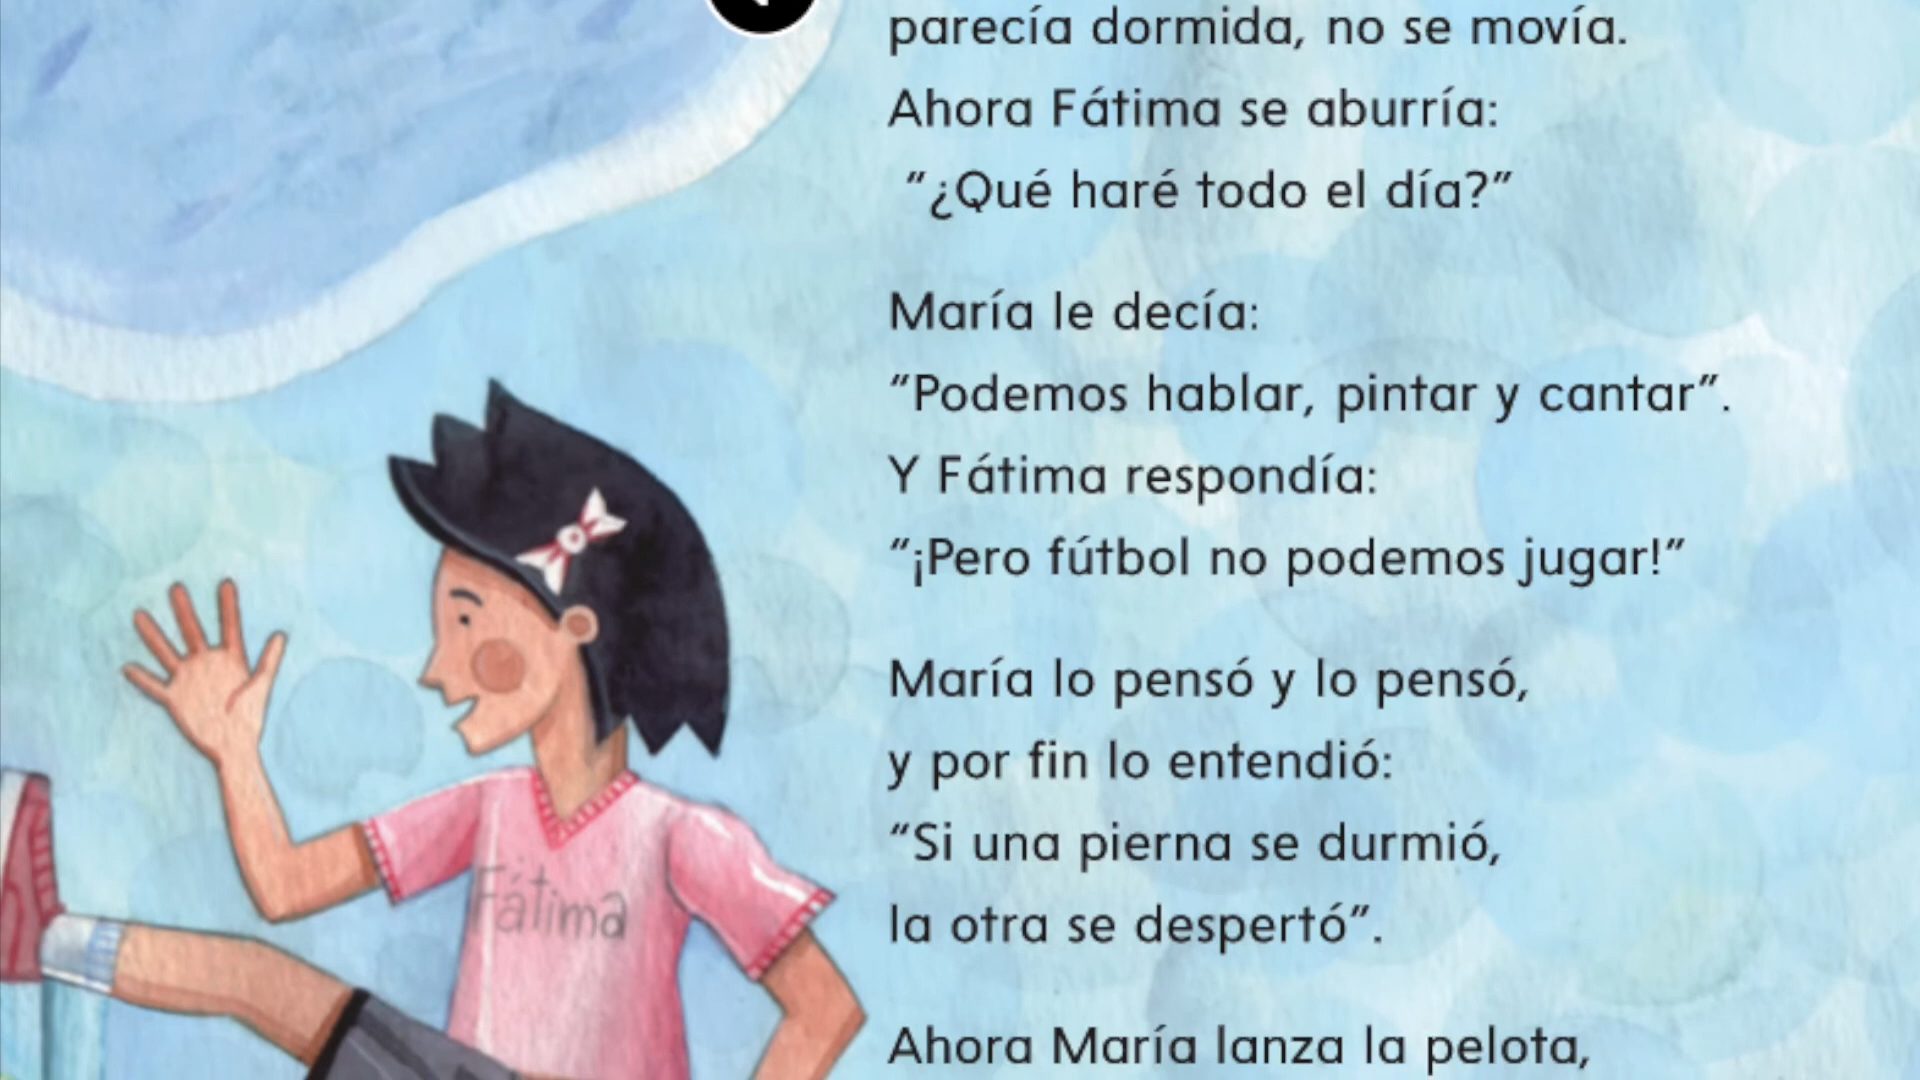 parecía dormida, no se movía.
Ahora Fátima se aburría:
"¿Qué haré todo el día?"
María le decía:
"Podemos hablar, pintar y cantar".
Y Fátima respondía:
"¡Pero fútbol no podemos jugar!"
María lo pensó y lo pensó,
y por fin lo entendió:
"Si una pierna se durmió,
la otra se despertó".
Ahora María lanza la pelota,
Fátima